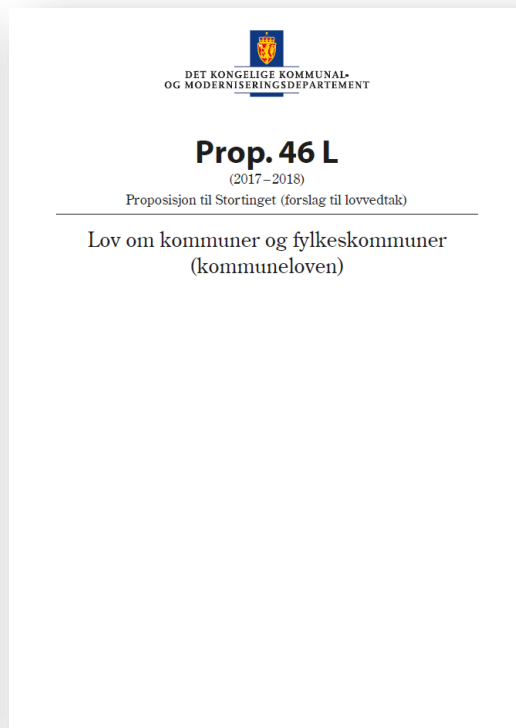 DET KONGELIGE KOMMUNAL-
OG MODERNISERINGSDEPARTEMENT
Prop. 46 L
(2017–2018)
Proposisjon til Stortinget (forslag til lovvedtak)
Lov om kommuner og fylkeskommuner
(kommuneloven)